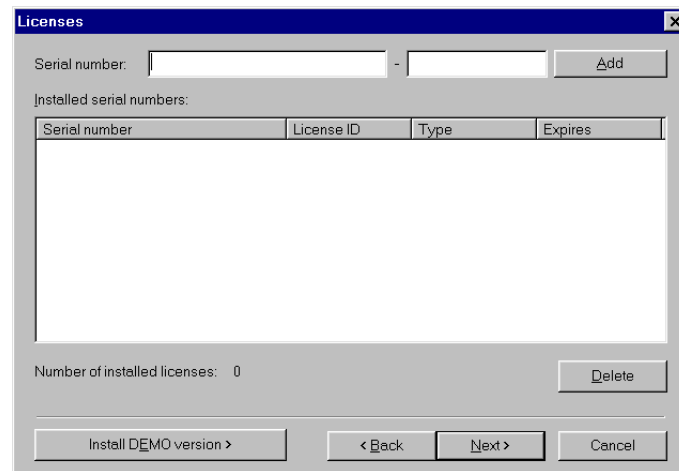 Licenses
Serial number: - Add
Installed serial numbers:
Serial number License ID Type Expires
Number of installed licenses: 0
Delete
Install DEMO version > < Back Next > Cancel